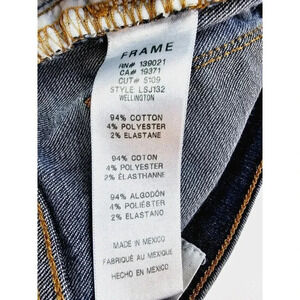 FRAME
RN# 139021
CA# 19371
CUT# 5109
STYLE LSJ132
WELLINGTON
94% COTTON
4% POLYESTER
2% ELASTANE
94% COTON
4% POLYESTER
2% ÉLASTHANNE
94% ALGODÓN
4% POLIÉSTER
2% ELASTANO
MADE IN MEXICO
FABRIQUÉ AU MEXIQUE
HECHO EN MÉXICO